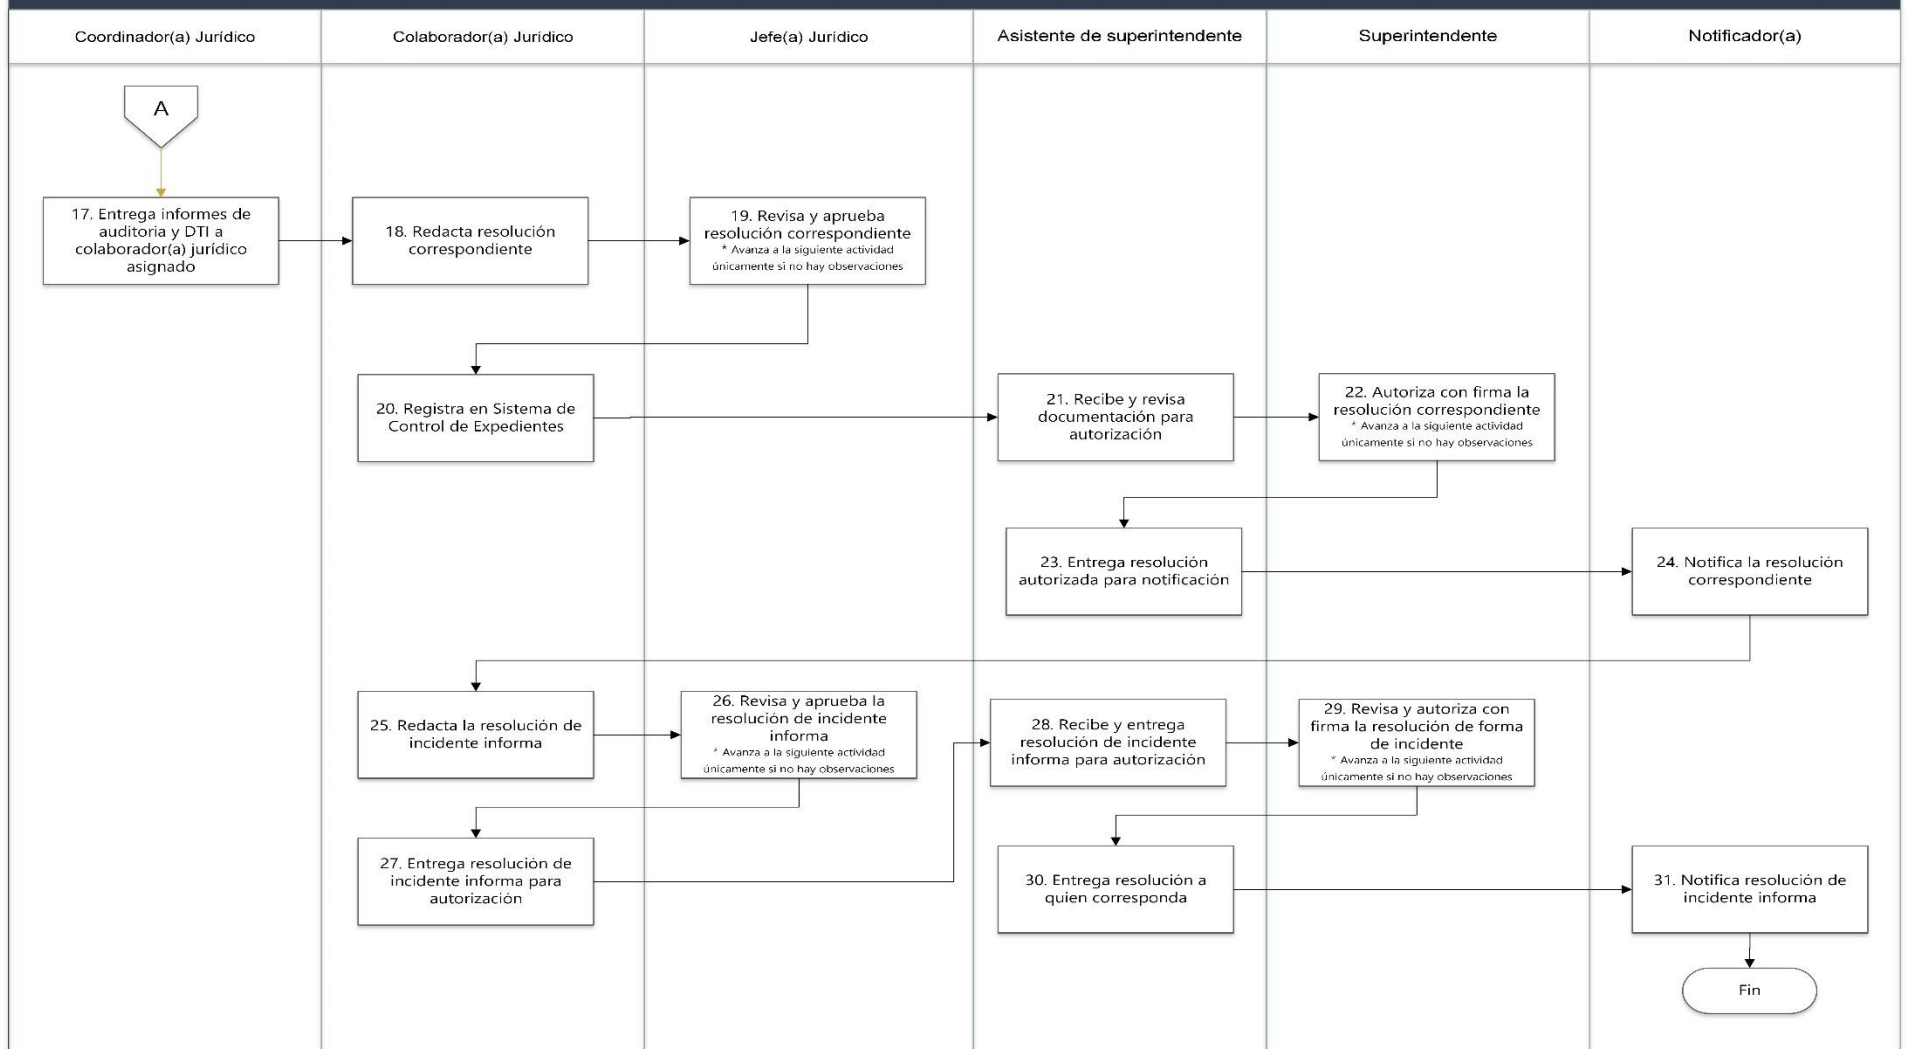 Coordinador(a) Jurídico
Colaborador(a) Jurídico
Jefe(a) Jurídico
Asistente de superintendente
Superintendente
Notificador(a)
A
17. Entrega informes de
auditoria y DTI a
colaborador(a) jurídico
asignado
18. Redacta resolución
correspondiente
19. Revisa y aprueba
resolución correspondiente
* Avanza a la siguiente actividad
únicamente si no hay observaciones
20. Registra en Sistema de
Control de Expedientes
21. Recibe y revisa
documentación para
autorización
22. Autoriza con firma la
resolución correspondiente
* Avanza a la siguiente actividad
únicamente si no hay observaciones
23. Entrega resolución
autorizada para notificación
24. Notifica la resolución
correspondiente
25. Redacta la resolución de
incidente informa
26. Revisa y aprueba la
resolución de incidente
informa
* Avanza a la siguiente actividad
únicamente si no hay observaciones
27. Entrega resolución de
incidente informa para
autorización
28. Recibe y entrega
resolución de incidente
informa para autorización
29. Revisa y autoriza con
firma la resolución de forma
de incidente
* Avanza a la siguiente actividad
únicamente si no hay observaciones
30. Entrega resolución a
quien corresponda
31. Notifica resolución de
incidente informa
Fin